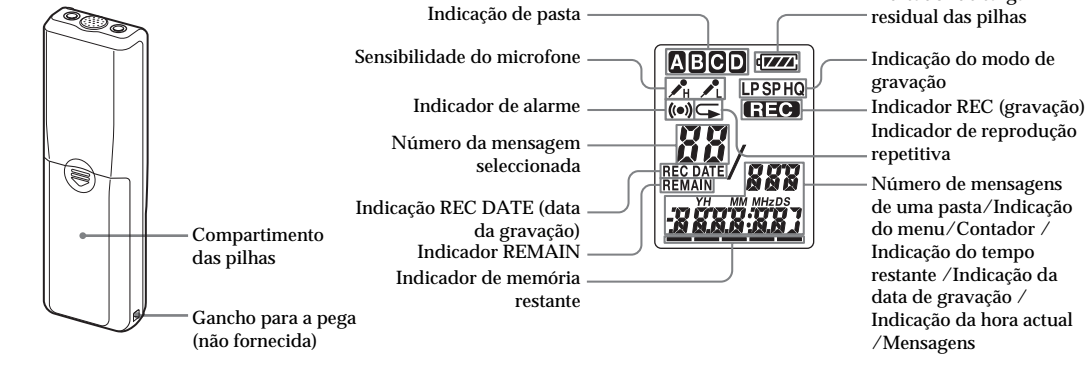 Compartimento
das pilhas
Gancho para a pega
(não fornecida)
Indicação de pasta
Sensibilidade do microfone
Indicador de alarme
Número da mensagem
seleccionada
Indicação REC DATE (data
da gravação)
Indicador REMAIN
Indicador de memória
restante
A B C D
H L
LP SP HQ
REC
88
REC DATE
REMAIN
888
YH MM MHz DS
residual das pilhas
Indicação do modo de
gravação
Indicador REC (gravação)
Indicador de reprodução
repetitiva
Número de mensagens
de uma pasta/Indicação
do menu/Contador /
Indicação do tempo
restante /Indicação da
data de gravação /
Indicação da hora actual
/Mensagens